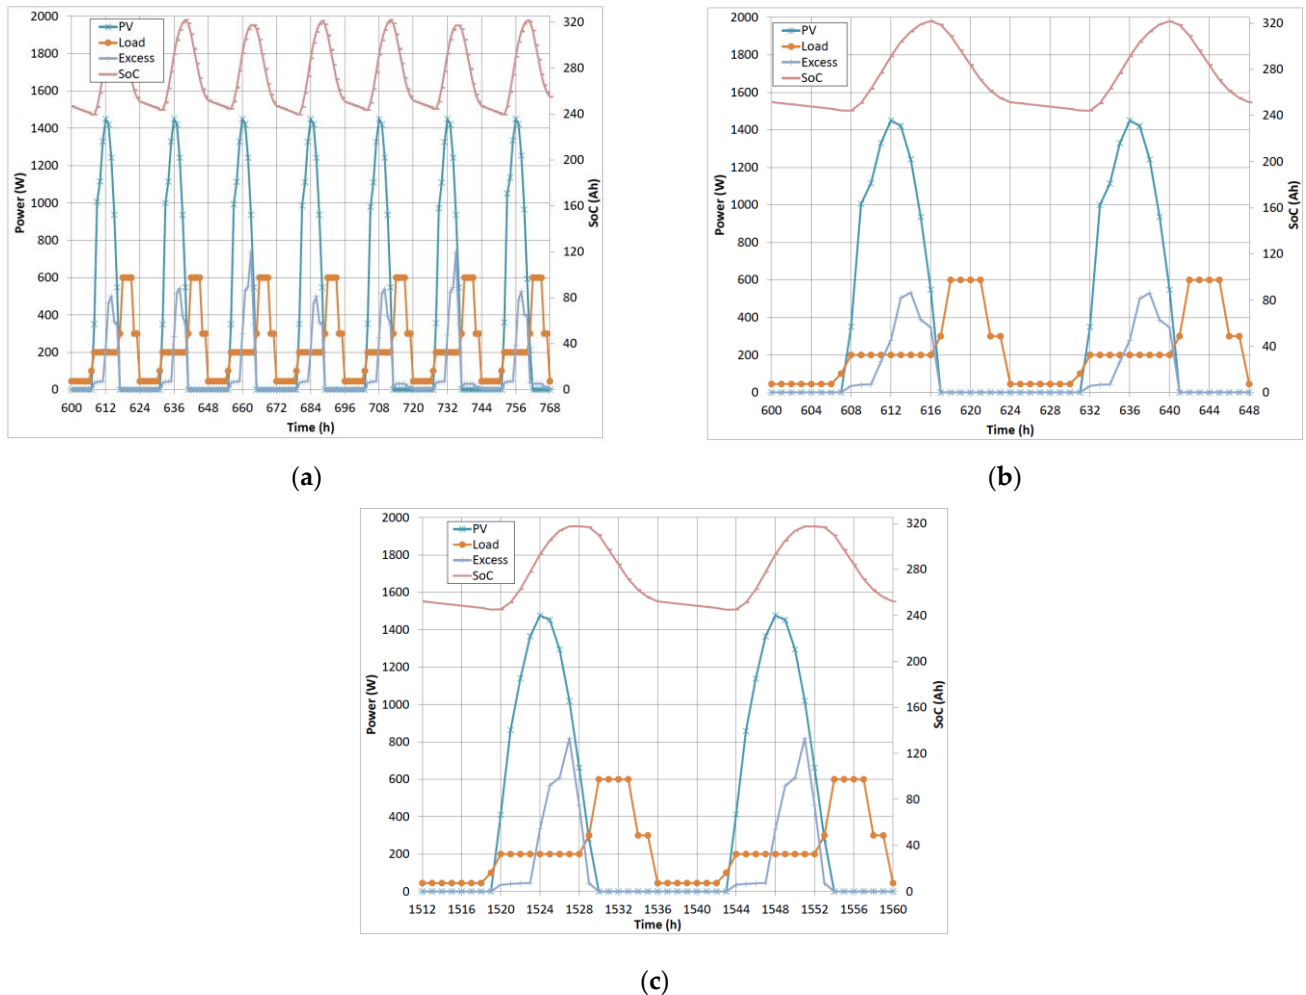 2000
1800
1600
1400
1200
1000
800
600
400
200
0
Power (W)
PV
Load
Excess
SoC
320
280
240
200
160
120
80
40
0
SoC (Ah)
600 612 624 636 648 660 672 684 696 708 720 732 744 756 768
Time (h)
(a)
2000
1800
1600
1400
1200
1000
800
600
400
200
0
Power (W)
PV
Load
Excess
SoC
320
280
240
200
160
120
80
40
0
SoC (Ah)
600 604 608 612 616 620 624 628 632 636 640 644 648
Time (h)
(b)
2000
1800
1600
1400
1200
1000
800
600
400
200
0
Power (W)
PV
Load
Excess
SoC
320
280
240
200
160
120
80
40
0
SoC (Ah)
1512 1516 1520 1524 1528 1532 1536 1540 1544 1548 1552 1556 1560
Time (h)
(c)